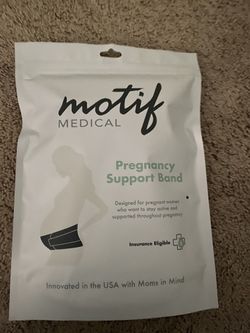 motif
MEDICAL
Pregnancy
Support Band
Designed for pregnant women
who want to stay active and
supported throughout pregnancy
Insurance Eligible
Innovated in the USA with Moms in Mind